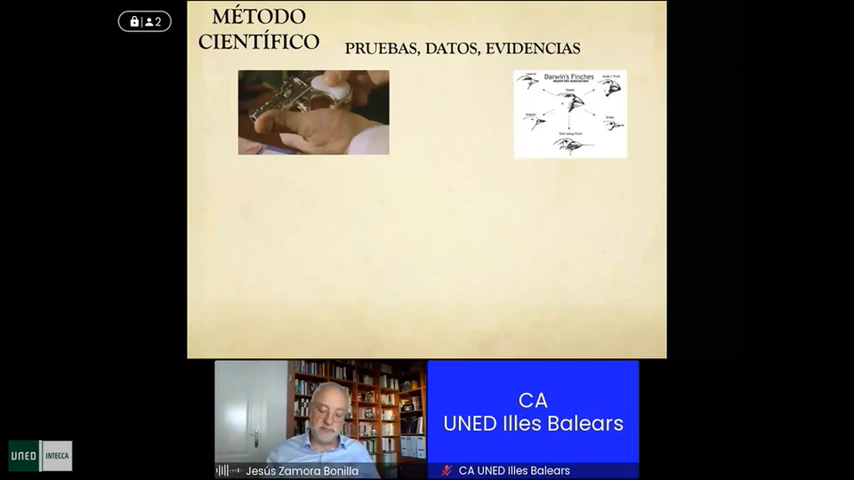 2
MÉTODO
CIENTÍFICO
PRUEBAS, DATOS, EVIDENCIAS
Darwin's Finches
CA
UNED Illes Balears
UNED INTECCA
Jesús Zamora Bonilla
CA UNED Illes Balears